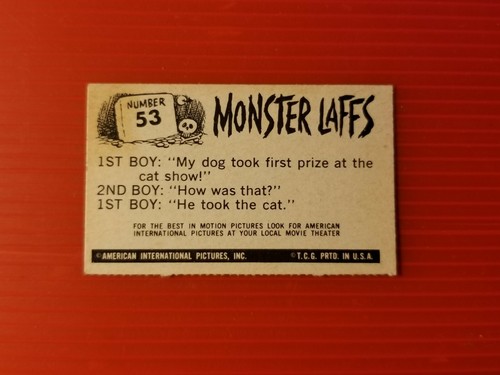 NUMBER
53
MONSTER LAFFS
1ST BOY: "My dog took first prize at the
cat show!"
2ND BOY: "How was that?"
1ST BOY: "He took the cat."
FOR THE BEST IN MOTION PICTURES LOOK FOR AMERICAN
INTERNATIONAL PICTURES AT YOUR LOCAL MOVIE THEATER
©AMERICAN INTERNATIONAL PICTURES, INC. ©T.C.G. PRTD. IN U.S.A.